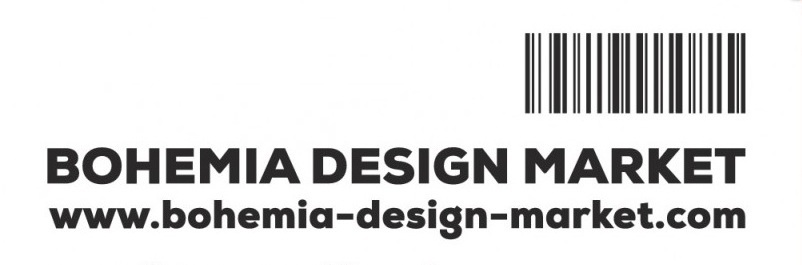 BOHEMIA DESIGN MARKET
www.bohemia-design-market.com